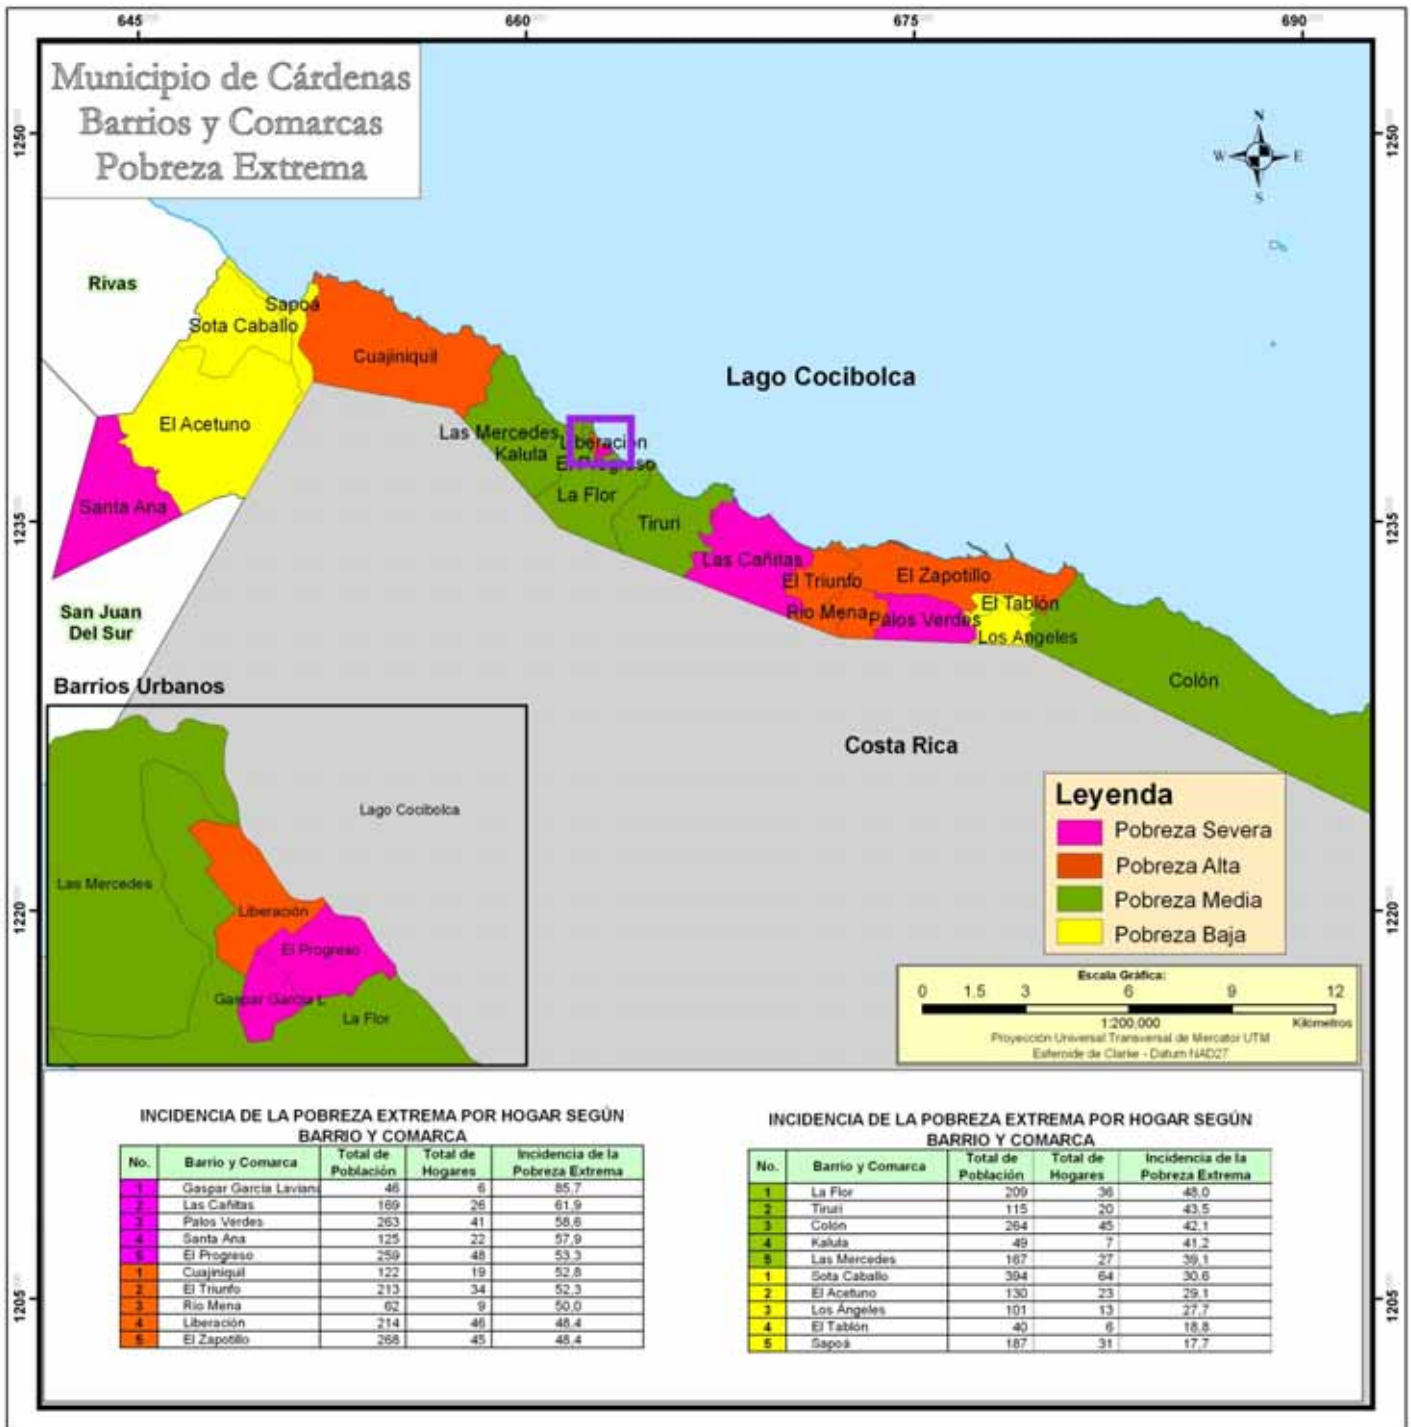 645 660 675 690
Municipio de Cárdenas
Barrios y Comarcas
Pobreza Extrema
N
W E
S
1250 1250
Rivas
Sapoá
Sota Caballo
Cuajiniquil
Lago Cocibolca
El Acetuno
Las Mercedes
Liberación
Kalula
El Progreso
La Flor
Santa Ana
Tiruri
1235 1235
Las Cañitas
El Triunfo
El Zapotillo
San Juan
Del Sur
Rio Mena
Palos Verdes
El Tablón
Los Angeles
Colón
Barrios Urbanos
Costa Rica
Lago Cocibolca
Las Mercedes
Liberación
El Progreso
Gaspar García L
La Flor
Leyenda
Pobreza Severa
Pobreza Alta
Pobreza Media
Pobreza Baja
1220 1220
Escala Gráfica:
0 1.5 3 6 9 12
1:200,000 Kilometros
Proyección Universal Transversal de Mercator UTM
Esferoide de Clarke - Datum NAD27
INCIDENCIA DE LA POBREZA EXTREMA POR HOGAR SEGÚN
BARRIO Y COMARCA
No. Barrio y Comarca Total de Población Total de Hogares Incidencia de la Pobreza Extrema
1 Gaspar García Laviana 46 6 85,7
2 Las Cañitas 169 26 61,9
3 Palos Verdes 263 41 58,6
4 Santa Ana 125 22 57,9
5 El Progreso 259 48 53,3
1 Cuajiniquil 122 19 52,8
2 El Triunfo 213 34 52,3
3 Río Mena 62 9 50,0
4 Liberación 214 46 48,4
5 El Zapotillo 268 45 48,4
INCIDENCIA DE LA POBREZA EXTREMA POR HOGAR SEGÚN
BARRIO Y COMARCA
No. Barrio y Comarca Total de Población Total de Hogares Incidencia de la Pobreza Extrema
1 La Flor 209 36 48,0
2 Tiruri 115 20 43,5
3 Colón 264 45 42,1
4 Kalula 49 7 41,2
5 Las Mercedes 167 27 39,1
1 Sota Caballo 394 64 30,6
2 El Acetuno 130 23 29,1
3 Los Ángeles 101 13 27,7
4 El Tablón 40 6 18,8
5 Sapoá 187 31 17,7
1205 1205